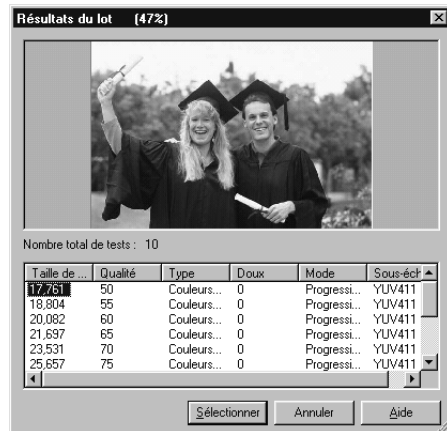 Résultats du lot (47%)
Nombre total de tests : 10
Taille de ... Qualité Type Doux Mode Sous-éch
17,761 50 Couleurs... 0 Progressi... YUV411
18,804 55 Couleurs... 0 Progressi... YUV411
20,082 60 Couleurs... 0 Progressi... YUV411
21,697 65 Couleurs... 0 Progressi... YUV411
23,531 70 Couleurs... 0 Progressi... YUV411
25,657 75 Couleurs... 0 Progressi... YUV411
Sélectionner Annuler Aide